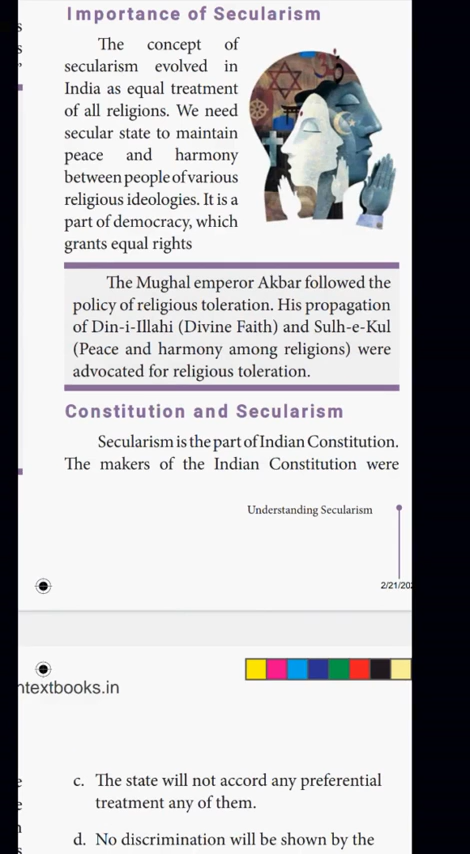 Importance of Secularism
The concept of
secularism evolved in
India as equal treatment
of all religions. We need
secular state to maintain
peace and harmony
between people of various
religious ideologies. It is a
part of democracy, which
grants equal rights
The Mughal emperor Akbar followed the
policy of religious toleration. His propagation
of Din-i-Illahi (Divine Faith) and Sulh-e-Kul
(Peace and harmony among religions) were
advocated for religious toleration.
Constitution and Secularism
Secularism is the part of Indian Constitution.
The makers of the Indian Constitution were
Understanding Secularism
2/21/20
ntextbooks.in
c. The state will not accord any preferential
treatment any of them.
d. No discrimination will be shown by the